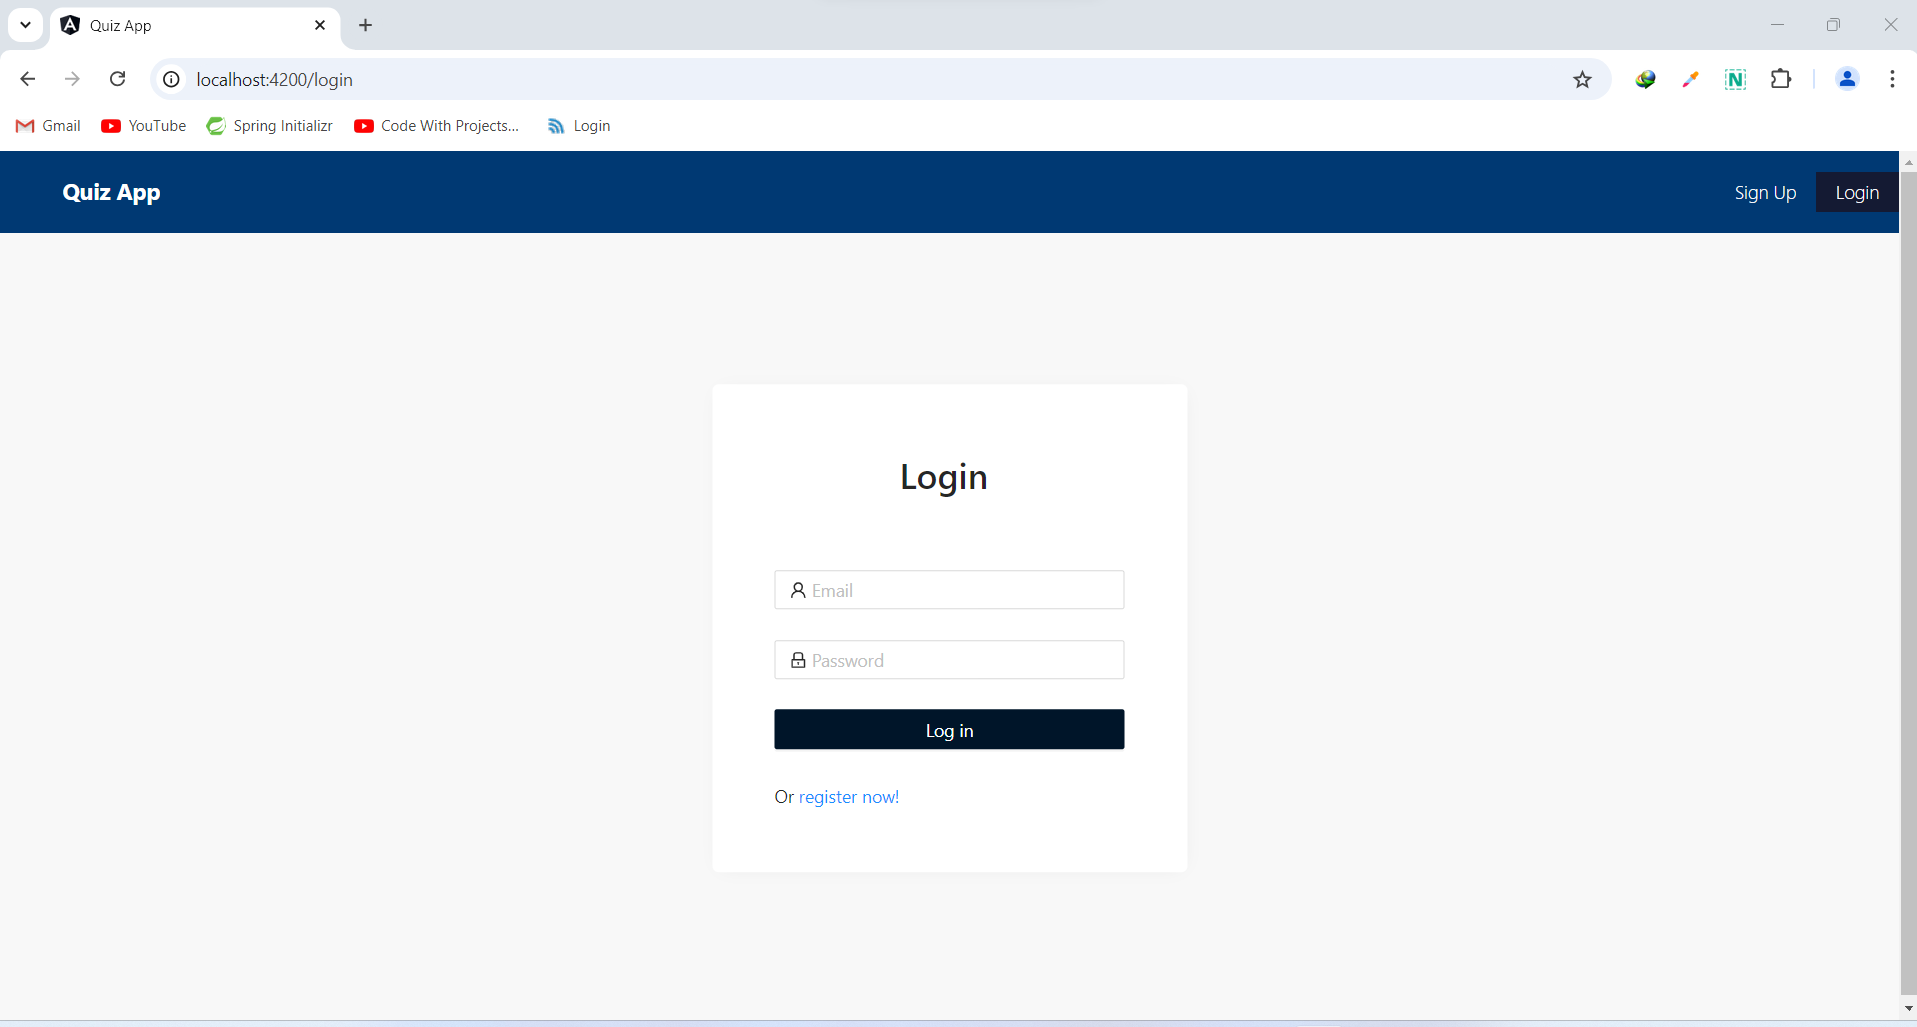 Quiz App
localhost:4200/login
Gmail YouTube Spring Initializr Code With Projects... Login
Quiz App Sign Up Login
Login
Email
Password
Log in
Or register now!